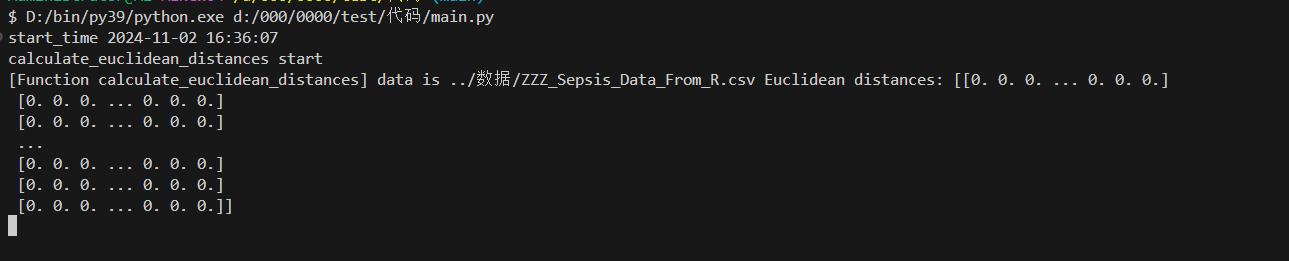 $ D:/bin/py39/python.exe d:/000/0000/test/代码/main.py
start_time 2024-11-02 16:36:07
calculate_euclidean_distances start
[Function calculate_euclidean_distances] data is ../数据/ZZZ_Sepsis_Data_From_R.csv Euclidean distances: [[0. 0. 0. ... 0. 0. 0.]
 [0. 0. 0. ... 0. 0. 0.]
 [0. 0. 0. ... 0. 0. 0.]
 ...
 [0. 0. 0. ... 0. 0. 0.]
 [0. 0. 0. ... 0. 0. 0.]
 [0. 0. 0. ... 0. 0. 0.]]